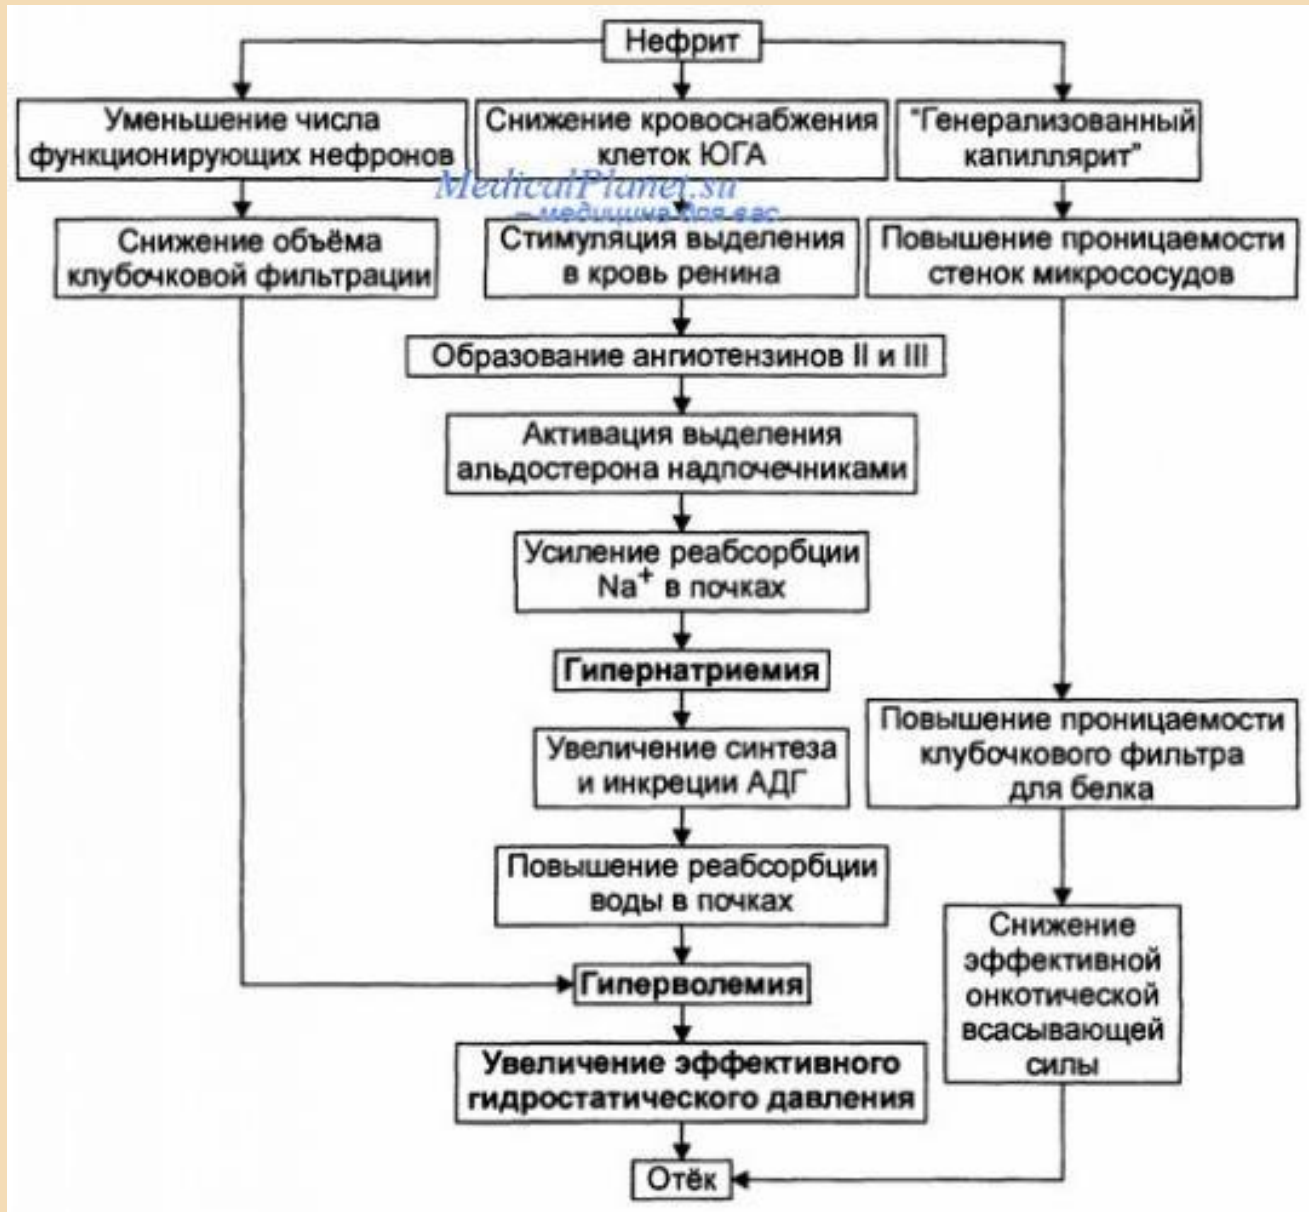 Нефрит
Уменьшение числа
функционирующих нефронов
Снижение кровоснабжения
клеток ЮГА
"Генерализованный
капиллярит"
MedicalPlanet.su
– медицина для вас
Снижение объёма
клубочковой фильтрации
Стимуляция выделения
в кровь ренина
Повышение проницаемости
стенок микрососудов
Образование ангиотензинов II и III
Активация выделения
альдостерона надпочечниками
Усиление реабсорбции
Na⁺ в почках
Гипернатриемия
Увеличение синтеза
и инкреции АДГ
Повышение проницаемости
клубочкового фильтра
для белка
Повышение реабсорбции
воды в почках
Снижение
эффективной
онкотической
всасывающей
силы
Гиперволемия
Увеличение эффективного
гидростатического давления
Отёк